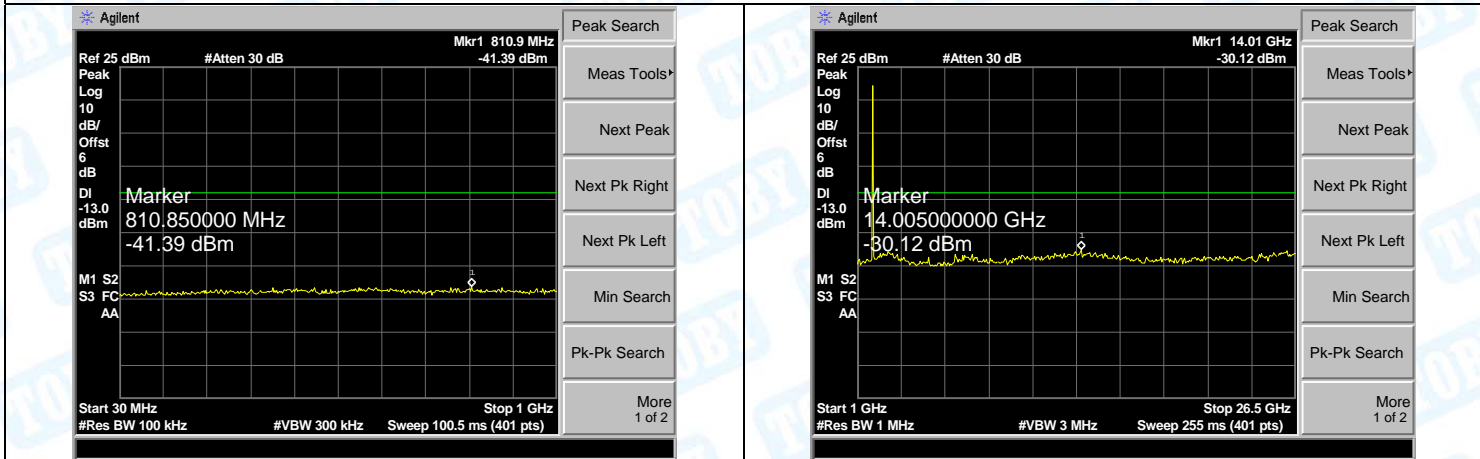 Agilent
Peak Search
Mkr1 810.9 MHz
Ref 25 dBm #Atten 30 dB -41.39 dBm
Peak
Log
10
dB/
Offst
6
dB
DI
-13.0
dBm
Marker
810.850000 MHz
-41.39 dBm
1
M1 S2
S3 FC
AA
Start 30 MHz Stop 1 GHz
#Res BW 100 kHz #VBW 300 kHz Sweep 100.5 ms (401 pts)
Meas Tools
Next Peak
Next Pk Right
Next Pk Left
Min Search
Pk-Pk Search
More
1 of 2
Agilent
Peak Search
Mkr1 14.01 GHz
Ref 25 dBm #Atten 30 dB -30.12 dBm
Peak
Log
10
dB/
Offst
6
dB
DI
-13.0
dBm
Marker
14.005000000 GHz
-30.12 dBm
1
M1 S2
S3 FC
AA
Start 1 GHz Stop 26.5 GHz
#Res BW 1 MHz #VBW 3 MHz Sweep 255 ms (401 pts)
Meas Tools
Next Peak
Next Pk Right
Next Pk Left
Min Search
Pk-Pk Search
More
1 of 2
TOBY